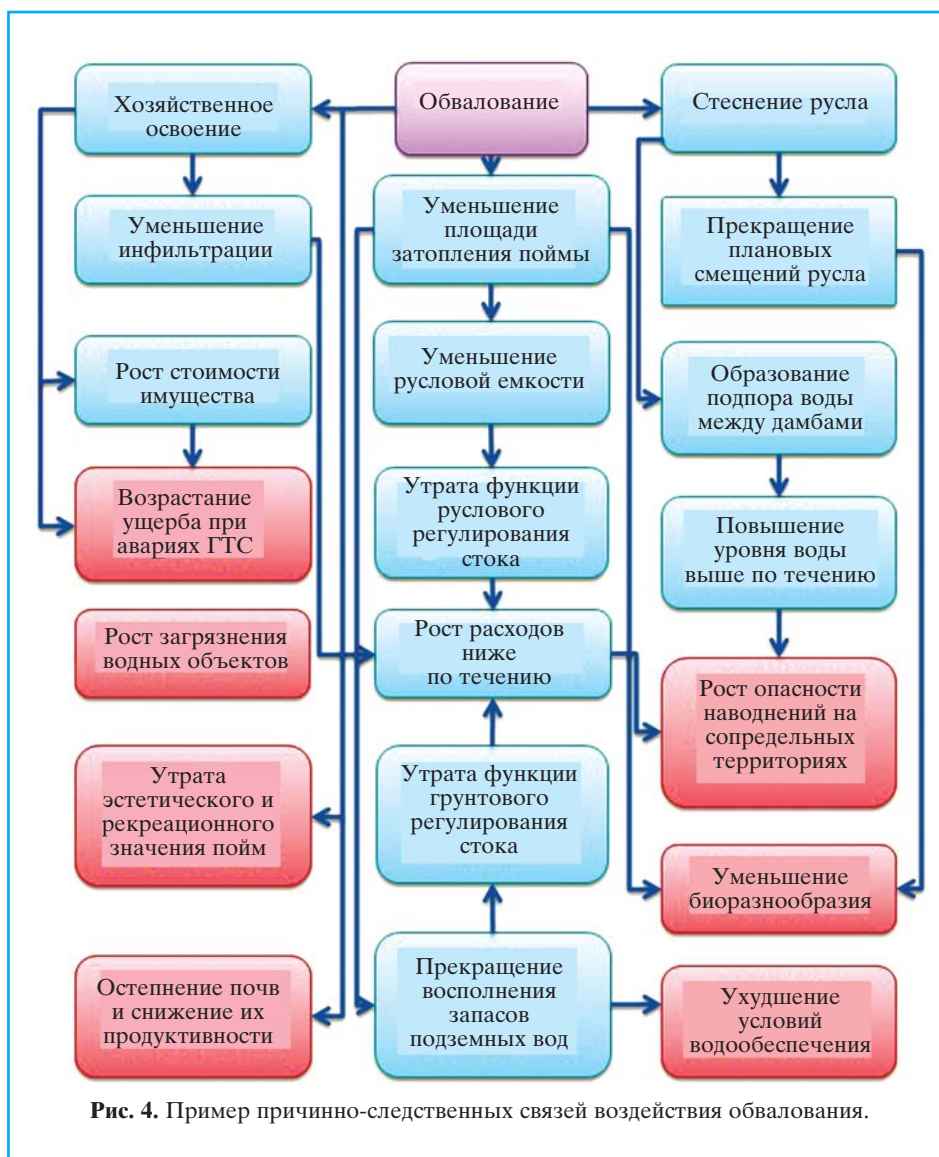 Хозяйственное
освоение
Обвалование
Стеснение русла
Уменьшение
инфильтрации
Уменьшение
площади
затопления поймы
Прекращение
плановых
смещений русла
Рост стоимости
имущества
Уменьшение
русловой емкости
Образование
подпора воды
между дамбами
Возрастание
ущерба при
авариях ГТС
Утрата функции
руслового
регулирования
стока
Повышение
уровня воды
выше по течению
Рост загрязнения
водных объектов
Рост расходов
ниже
по течению
Рост опасности
наводнений на
сопредельных
территориях
Утрата
эстетического и
рекреационного
значения пойм
Утрата функции
грунтового
регулирования
стока
Уменьшение
биоразнообразия
Остепнение почв
и снижение их
продуктивности
Прекращение
восполнения
запасов
подземных вод
Ухудшение
условий
водообеспечения
Рис. 4. Пример причинно-следственных связей воздействия обвалования.